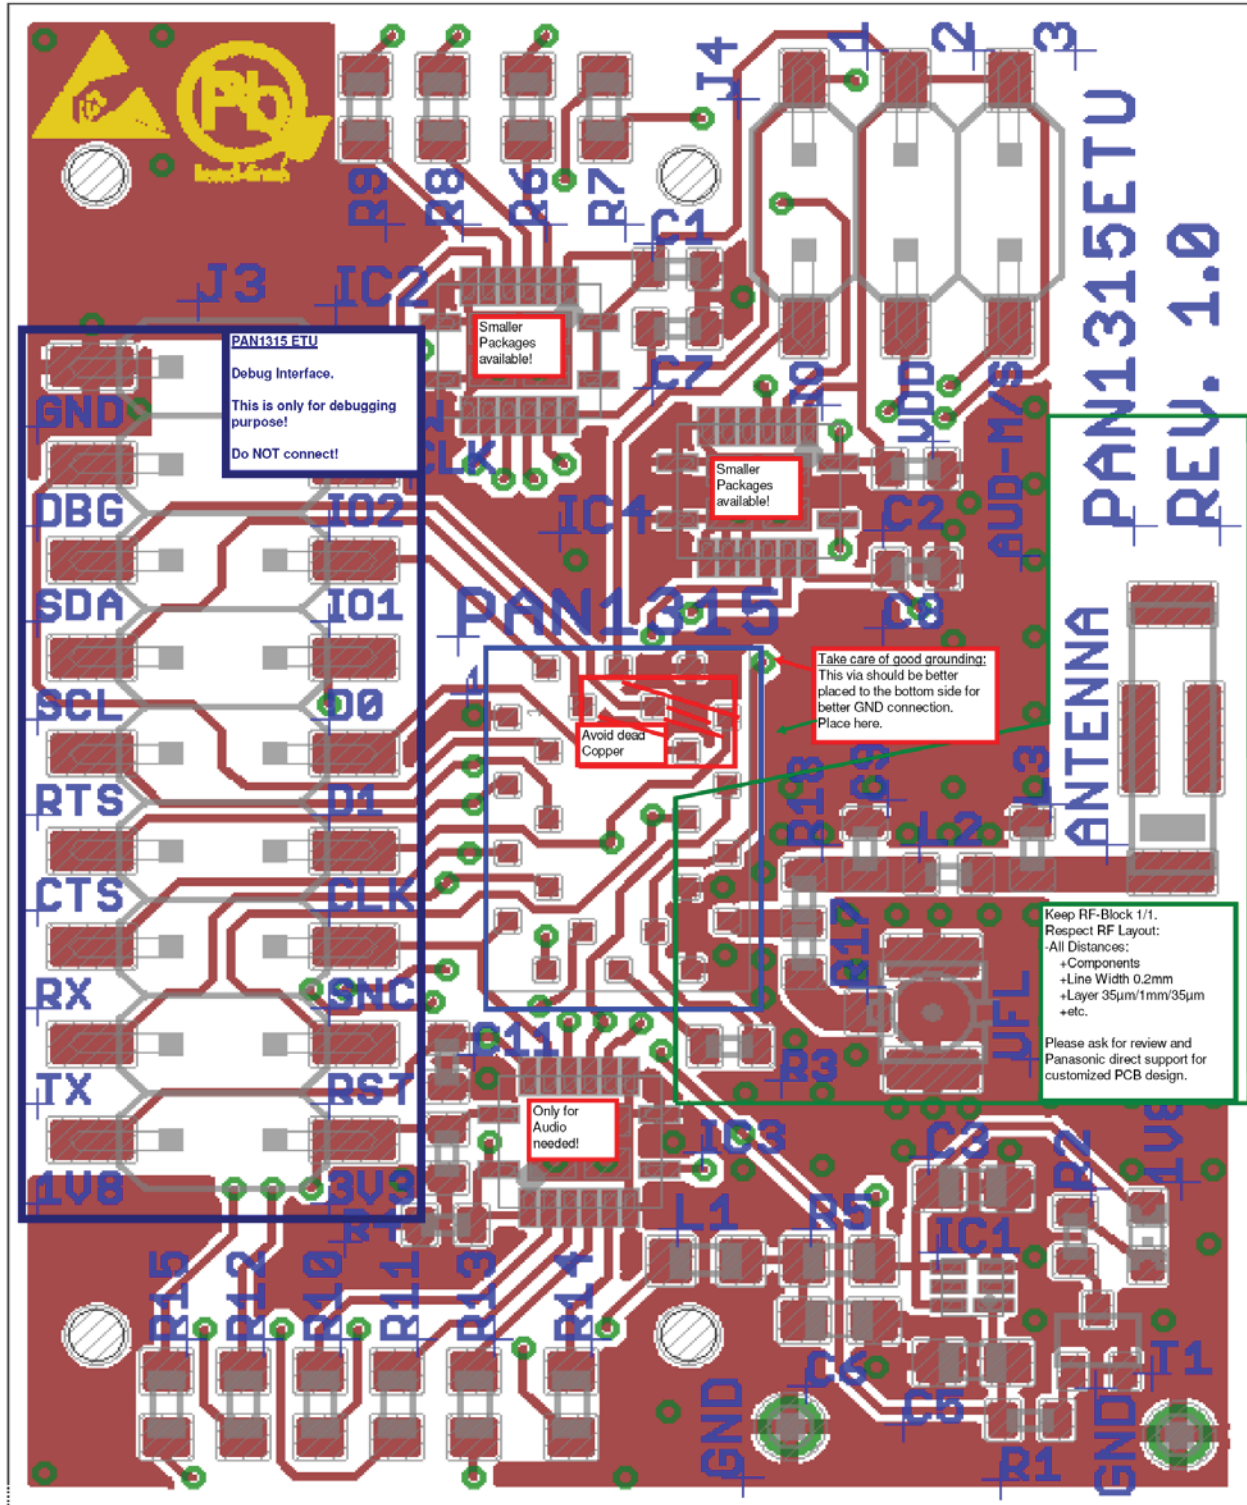 Pb
lead-free
R9
R8
R6
R7
J4
1
2
3
PAN1315ETU
REV. 1.0
C1
J3
IC2
C7
IO
VDD
AUD-M/S
Smaller
Packages
available!
PAN1315 ETU
Debug Interface.
This is only for debugging
purpose!
Do NOT connect!
GND
CLK
Smaller
Packages
available!
DBG
IO2
IC4
C2
SDA
IO1
PAN1315
C8
ANTENNA
Take care of good grounding:
This via should be better
placed to the bottom side for
better GND connection.
Place here.
SCL
D0
Avoid dead
Copper
RTS
D1
R18
C9
L2
L3
CTS
CLK
R17
Keep RF-Block 1/1.
Respect RF Layout:
-All Distances:
+Components
+Line Width 0.2mm
+Layer 35µm/1mm/35µm
+etc.
Please ask for review and
Panasonic direct support for
customized PCB design.
RX
SNC
UFL
C11
R3
TX
RST
Only for
Audio
needed!
IC3
C3
R2
1V8
1V8
3V3
L1
R5
IC1
R15
R12
R10
R11
R13
R14
C6
C5
T1
GND
GND
R1